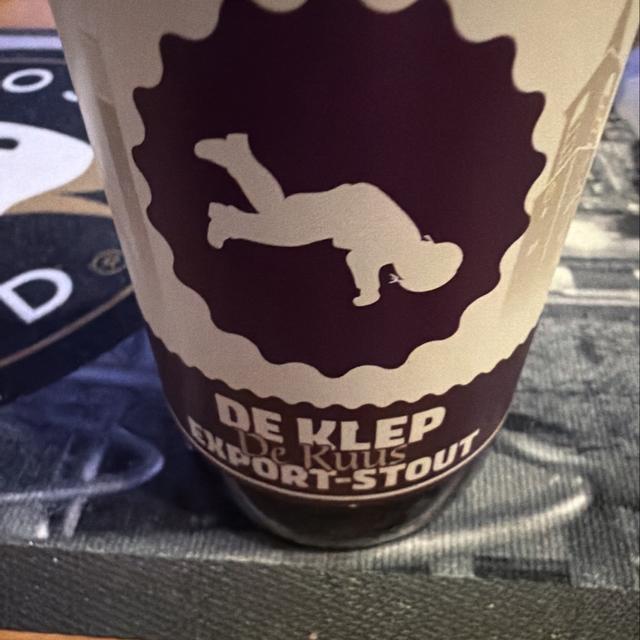 O.
D
®
DE KLEP
De Kuus
EXPORT-STOUT